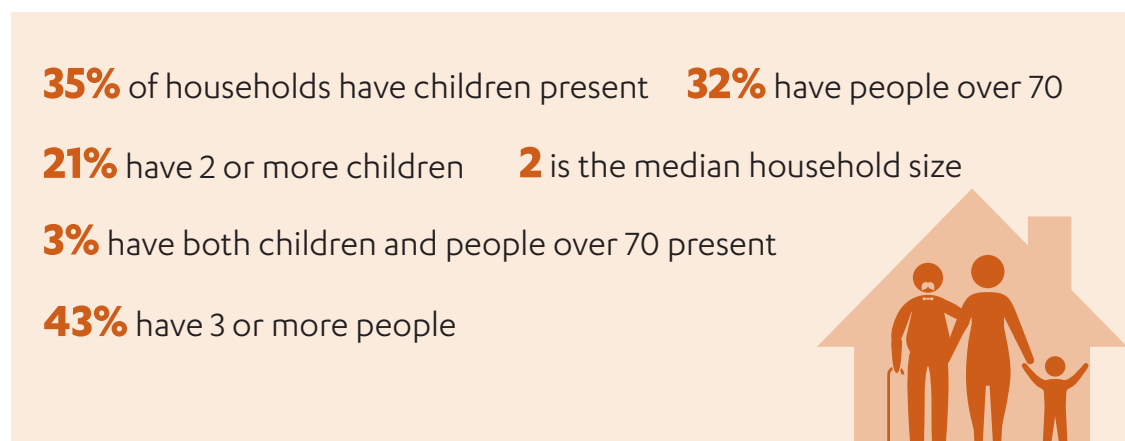 35% of households have children present 32% have people over 70
21% have 2 or more children 2 is the median household size
3% have both children and people over 70 present
43% have 3 or more people